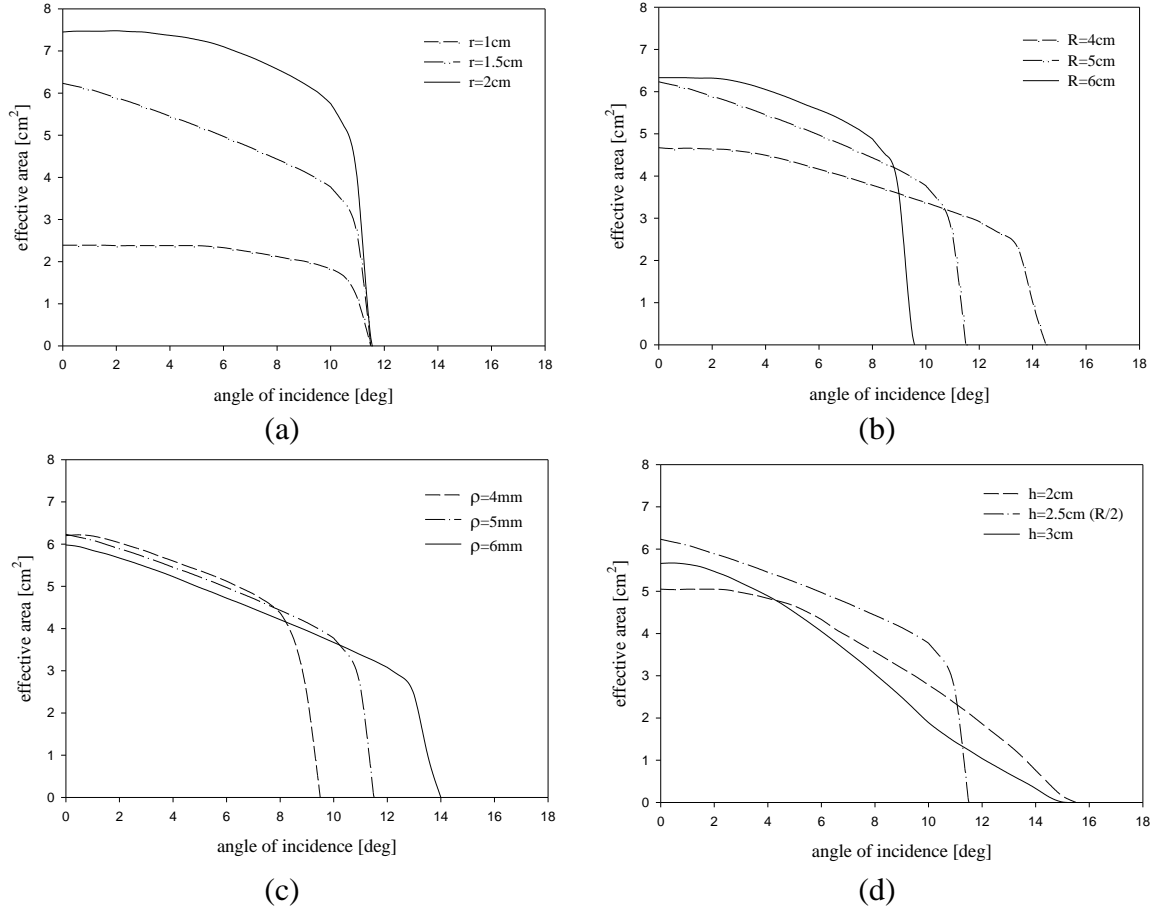 8
7
6
5
4
3
2
1
0
effective area [cm²]
r=1cm
r=1.5cm
r=2cm
0 2 4 6 8 10 12 14 16 18
angle of incidence [deg]
(a)
8
7
6
5
4
3
2
1
0
effective area [cm²]
R=4cm
R=5cm
R=6cm
0 2 4 6 8 10 12 14 16 18
angle of incidence [deg]
(b)
8
7
6
5
4
3
2
1
0
effective area [cm²]
ρ=4mm
ρ=5mm
ρ=6mm
0 2 4 6 8 10 12 14 16 18
angle of incidence [deg]
(c)
8
7
6
5
4
3
2
1
0
effective area [cm²]
h=2cm
h=2.5cm (R/2)
h=3cm
0 2 4 6 8 10 12 14 16 18
angle of incidence [deg]
(d)